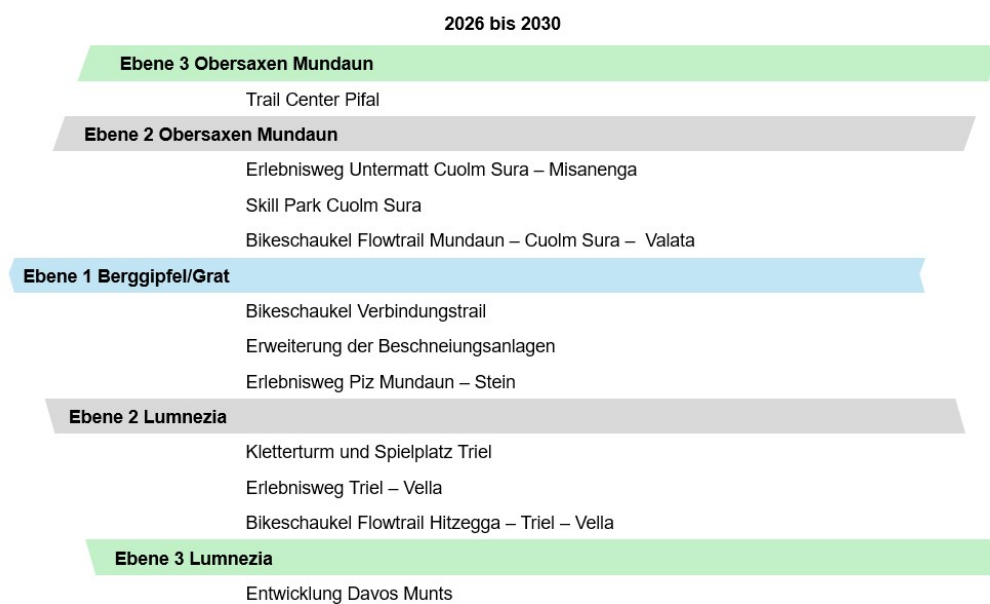 2026 bis 2030
Ebene 3 Obersaxen Mundaun
Trail Center Pifal
Ebene 2 Obersaxen Mundaun
Erlebnisweg Untermatt Cuolm Sura – Misanenga
Skill Park Cuolm Sura
Bikeschaukel Flowtrail Mundaun – Cuolm Sura – Valata
Ebene 1 Berggipfel/Grat
Bikeschaukel Verbindungstrail
Erweiterung der Beschneiungsanlagen
Erlebnisweg Piz Mundaun – Stein
Ebene 2 Lumnezia
Kletterturm und Spielplatz Triel
Erlebnisweg Triel – Vella
Bikeschaukel Flowtrail Hitzegga – Triel – Vella
Ebene 3 Lumnezia
Entwicklung Davos Munts